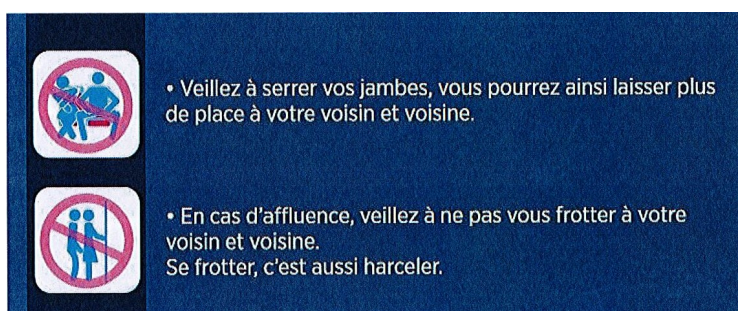 • Veillez à serrer vos jambes, vous pourrez ainsi laisser plus
de place à votre voisin et voisine.
• En cas d'affluence, veillez à ne pas vous frotter à votre
voisin et voisine.
Se frotter, c'est aussi harceler.